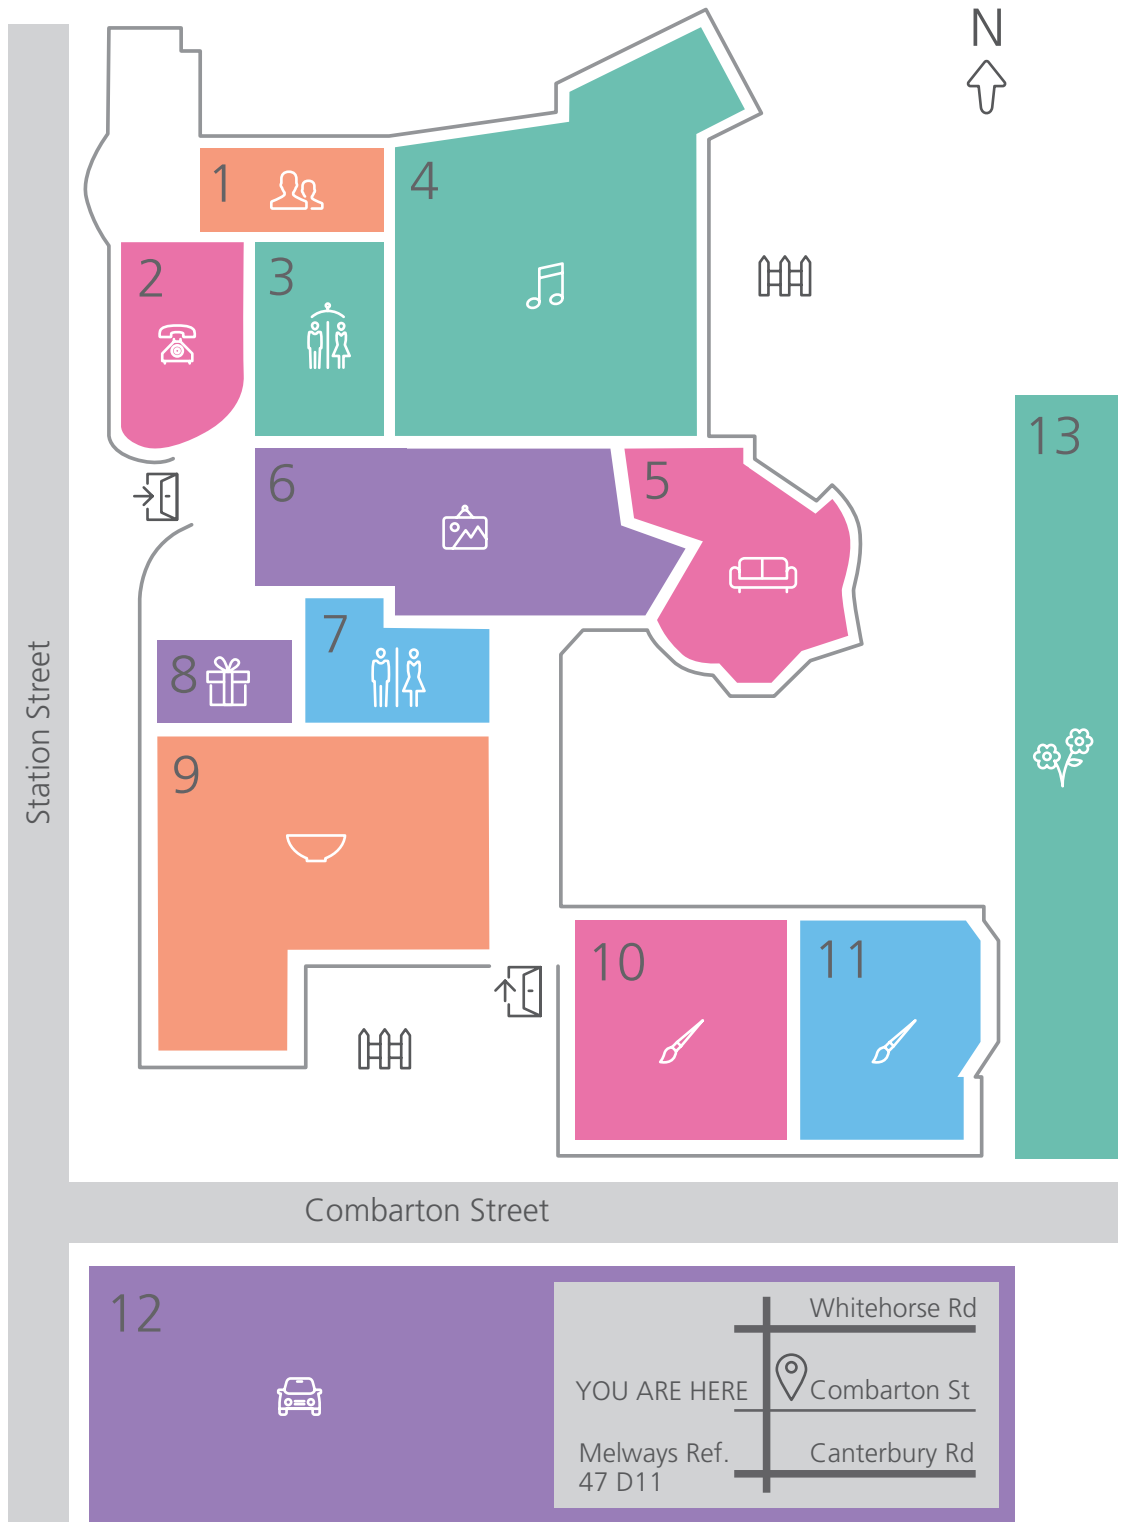 N
1
4
2
3
13
6
5
7
8
9
Station Street
10
11
Combarton Street
12
Whitehorse Rd
YOU ARE HERE
Combarton St
Melways Ref.
47 D11
Canterbury Rd